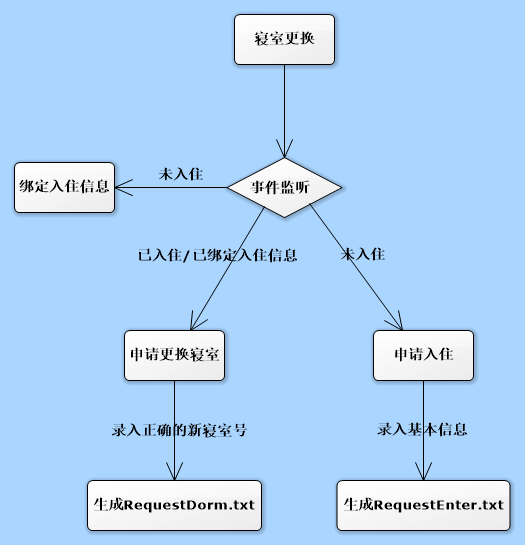 寝室更换
未入住
绑定入住信息
事件监听
已入住/已绑定入住信息
未入住
申请更换寝室
申请入住
录入正确的新寝室号
录入基本信息
生成RequestDorm.txt
生成RequestEnter.txt